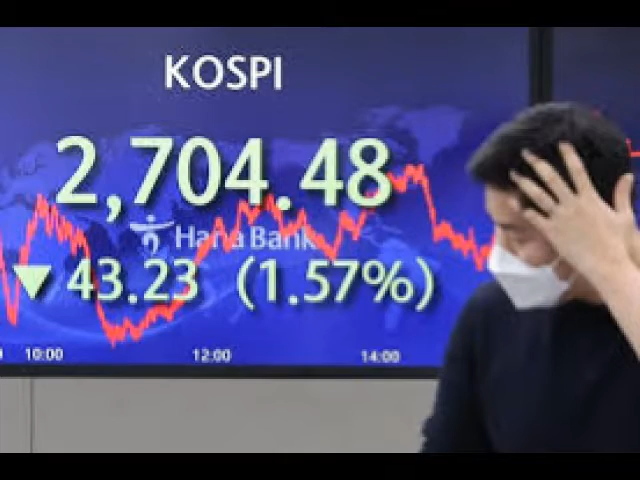 KOSPI
2,704.48
Hana Bank
▼ 43.23 (1.57%)
10:00 12:00 14:00